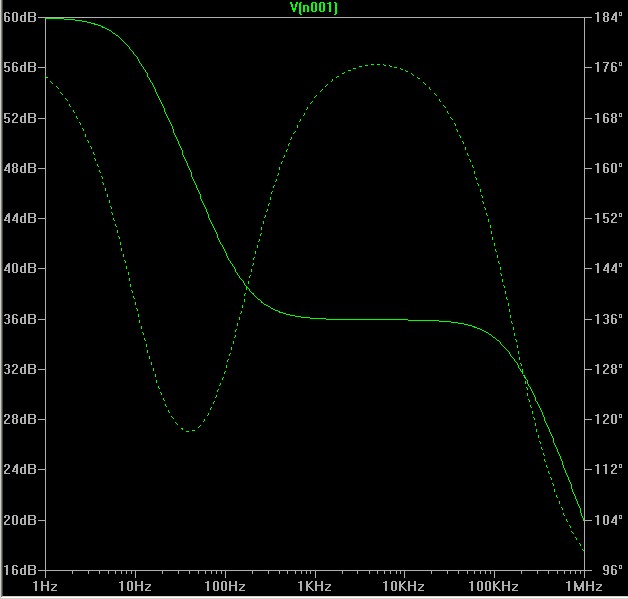 V(n001)
60dB 184°
56dB 176°
52dB 168°
48dB 160°
44dB 152°
40dB 144°
36dB 136°
32dB 128°
28dB 120°
24dB 112°
20dB 104°
16dB 96°
1Hz 10Hz 100Hz 1KHz 10KHz 100KHz 1MHz